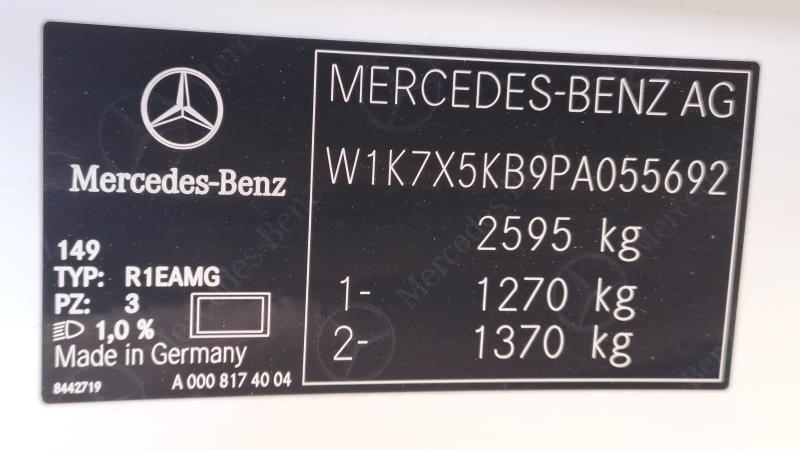 Mercedes-Benz
149
TYP: R1EAMG
PZ: 3
1,0 %
Made in Germany
8442719 A 000 817 40 04
MERCEDES-BENZ AG
W1K7X5KB9PA055692
2595 kg
1- 1270 kg
2- 1370 kg